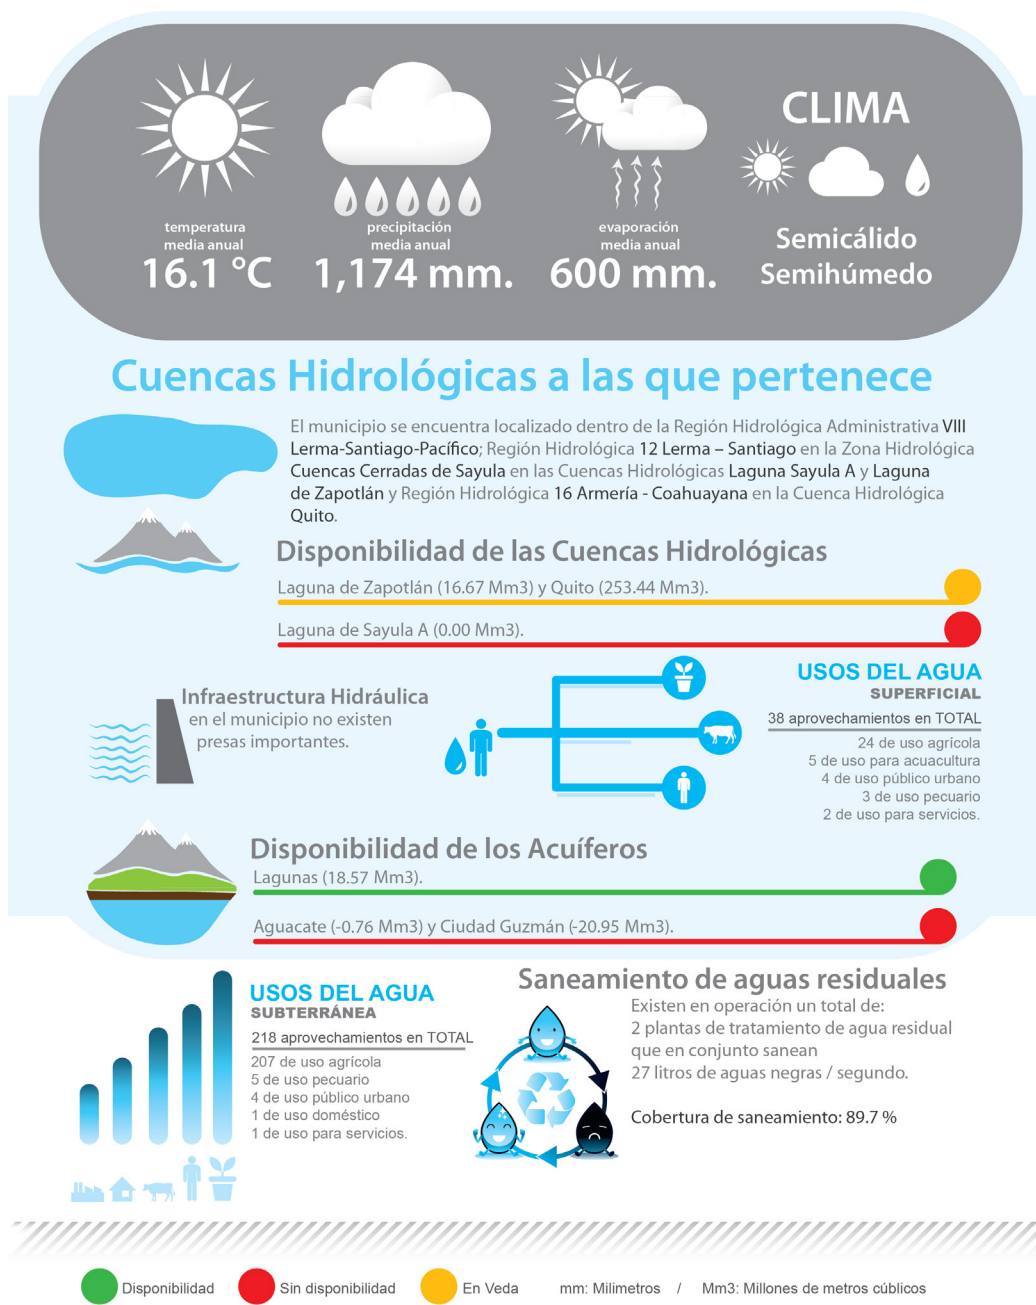 CLIMA
temperatura
media anual
16.1 °C
precipitación
media anual
1,174 mm.
evaporación
media anual
600 mm.
Semicálido
Semihúmedo
Cuencas Hidrológicas a las que pertenece
El municipio se encuentra localizado dentro de la Región Hidrológica Administrativa VIII
Lerma-Santiago-Pacífico; Región Hidrológica 12 Lerma – Santiago en la Zona Hidrológica
Cuencas Cerradas de Sayula en las Cuencas Hidrológicas Laguna Sayula A y Laguna
de Zapotlán y Región Hidrológica 16 Armería - Coahuayana en la Cuenca Hidrológica
Quito.
Disponibilidad de las Cuencas Hidrológicas
Laguna de Zapotlán (16.67 Mm3) y Quito (253.44 Mm3).
Laguna de Sayula A (0.00 Mm3).
Infraestructura Hidráulica
en el municipio no existen
presas importantes.
USOS DEL AGUA
SUPERFICIAL
38 aprovechamientos en TOTAL
24 de uso agrícola
5 de uso para acuacultura
4 de uso público urbano
3 de uso pecuario
2 de uso para servicios.
Disponibilidad de los Acuíferos
Lagunas (18.57 Mm3).
Aguacate (-0.76 Mm3) y Ciudad Guzmán (-20.95 Mm3).
USOS DEL AGUA
SUBTERRÁNEA
218 aprovechamientos en TOTAL
207 de uso agrícola
5 de uso pecuario
4 de uso público urbano
1 de uso doméstico
1 de uso para servicios.
Saneamiento de aguas residuales
Existen en operación un total de:
2 plantas de tratamiento de agua residual
que en conjunto sanean
27 litros de aguas negras / segundo.
Cobertura de saneamiento: 89.7 %
Disponibilidad
Sin disponibilidad
En Veda
mm: Milimetros / Mm3: Millones de metros cúblicos